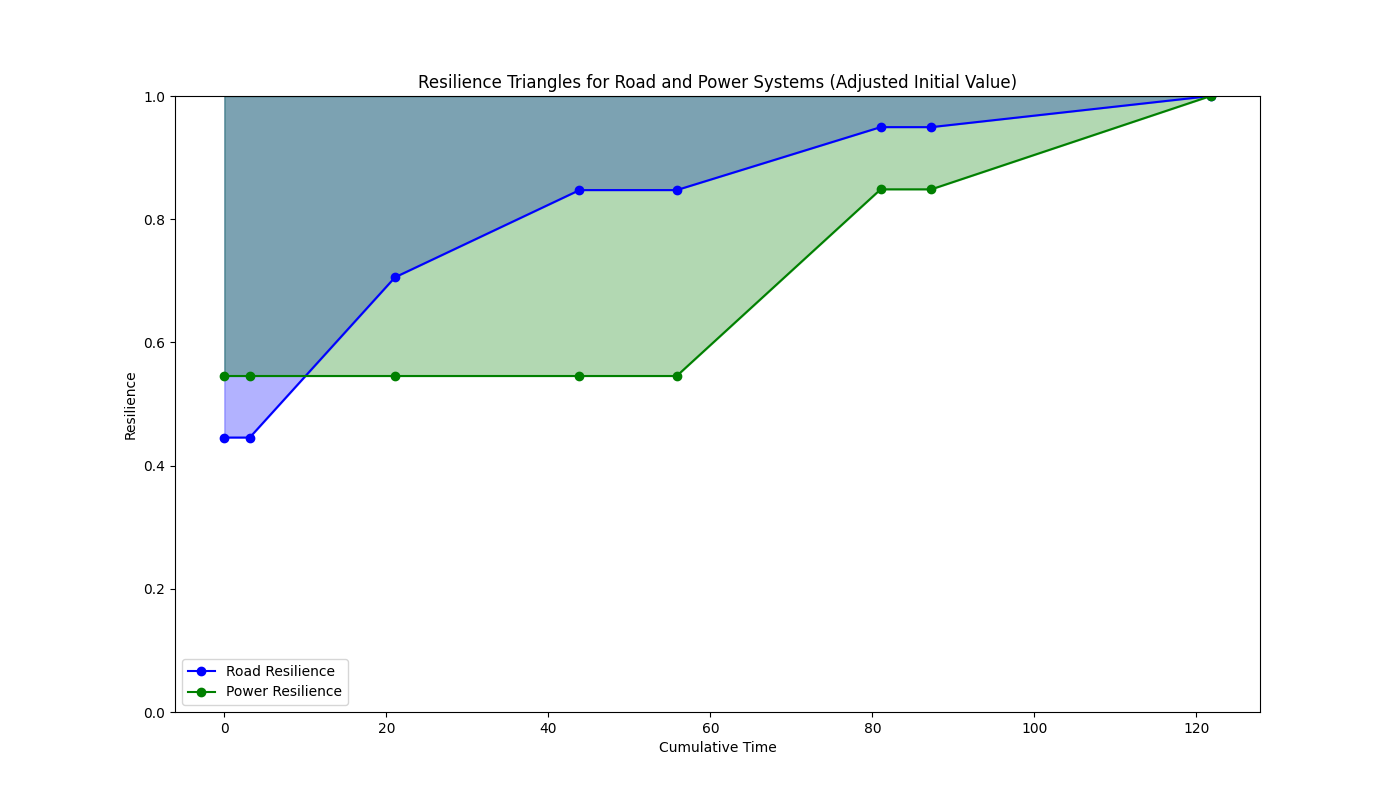 Resilience Triangles for Road and Power Systems (Adjusted Initial Value)
1.0
0.8
0.6
0.4
0.2
0.0
Resilience
Road Resilience
Power Resilience
0 20 40 60 80 100 120
Cumulative Time